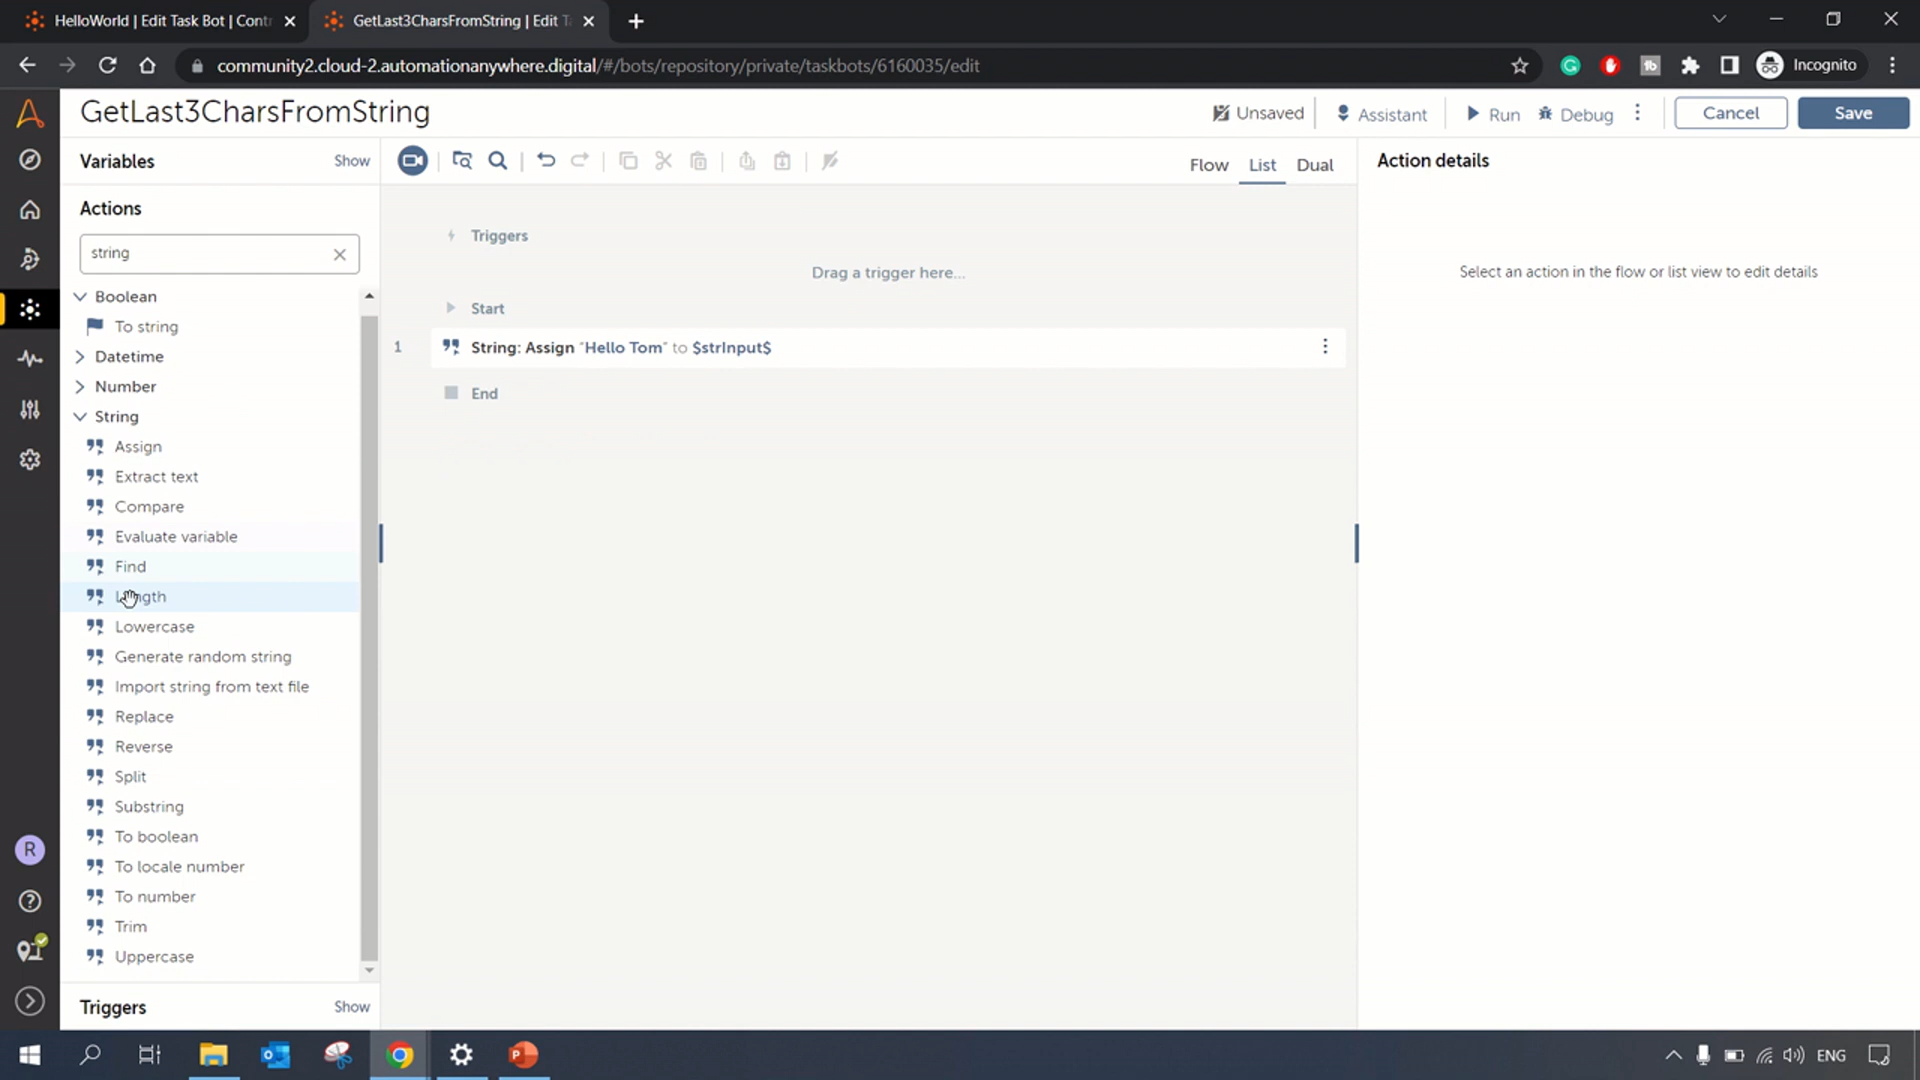 HelloWorld | Edit Task Bot | Contr
GetLast3CharsFromString | Edit T
community2.cloud-2.automationanywhere.digital/#/bots/repository/private/taskbots/6160035/edit
Incognito
GetLast3CharsFromString
Unsaved
Assistant
Run
Debug
Cancel
Save
Variables
Show
Flow
List
Dual
Action details
Actions
string
Boolean
To string
Datetime
Number
String
Assign
Extract text
Compare
Evaluate variable
Find
Length
Lowercase
Generate random string
Import string from text file
Replace
Reverse
Split
Substring
To boolean
To locale number
To number
Trim
Uppercase
Triggers
Show
Triggers
Drag a trigger here...
Start
1
String: Assign "Hello Tom" to $strInput$
End
Select an action in the flow or list view to edit details
R
ENG